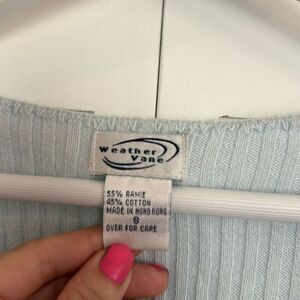 weather
Vane
55% RAMIE
45% COTTON
MADE IN HONG KONG
S
OVER FOR CARE